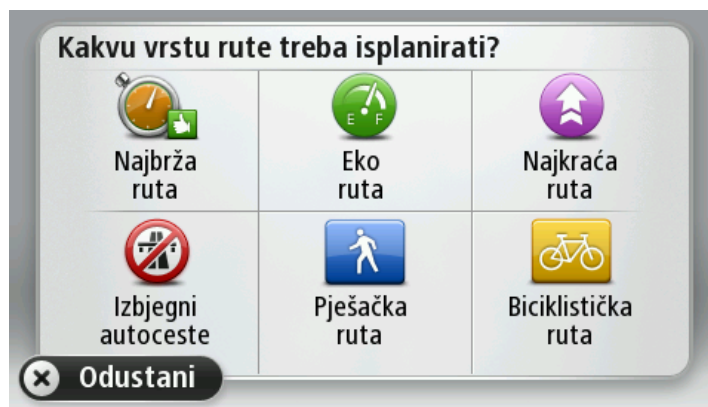 Kakvu vrstu rute treba isplanirati?
Najbrža
ruta
Eko
ruta
Najkraća
ruta
E F
Izbjegni
autoceste
Pješačka
ruta
Biciklistička
ruta
Odustani